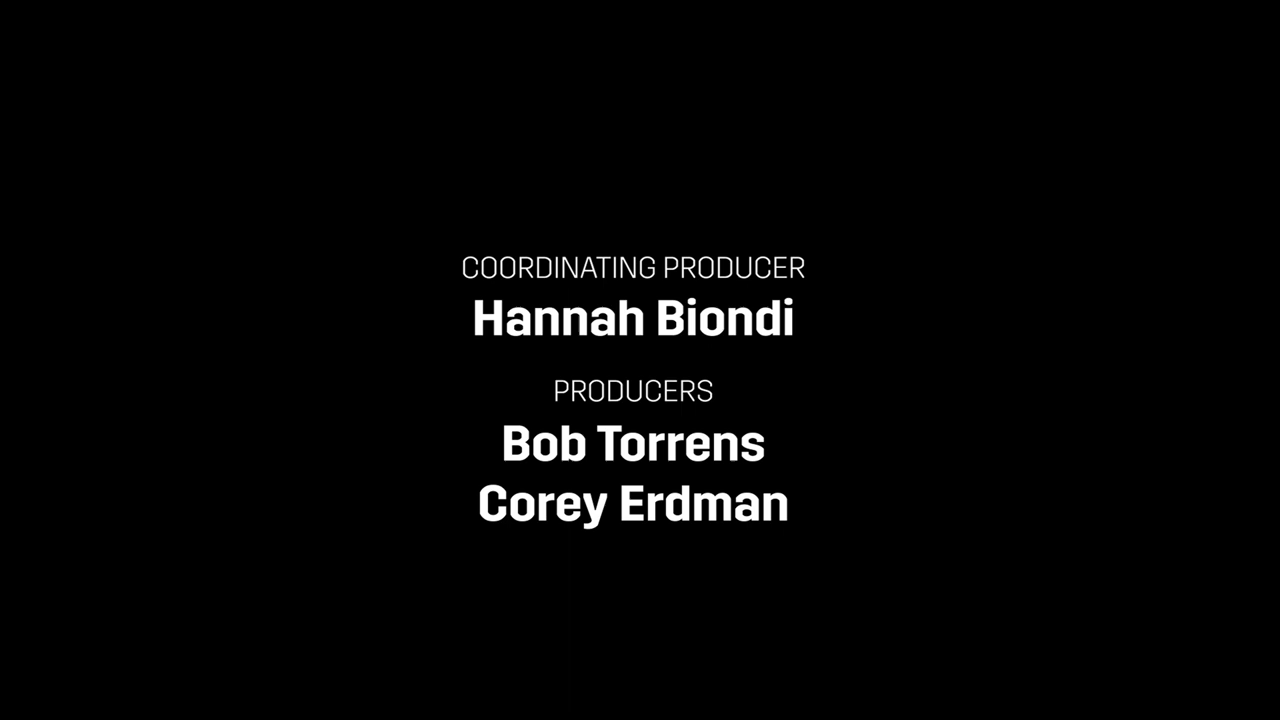 COORDINATING PRODUCER
Hannah Biondi
PRODUCERS
Bob Torrens
Corey Erdman